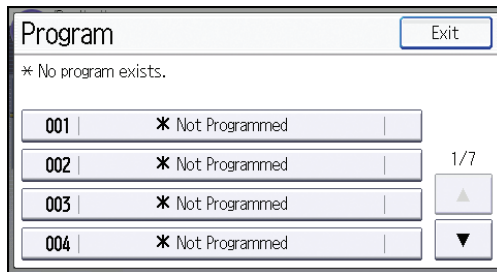 Program
Exit
* No program exists.
001 * Not Programmed
002 * Not Programmed
1/7
003 * Not Programmed
004 * Not Programmed